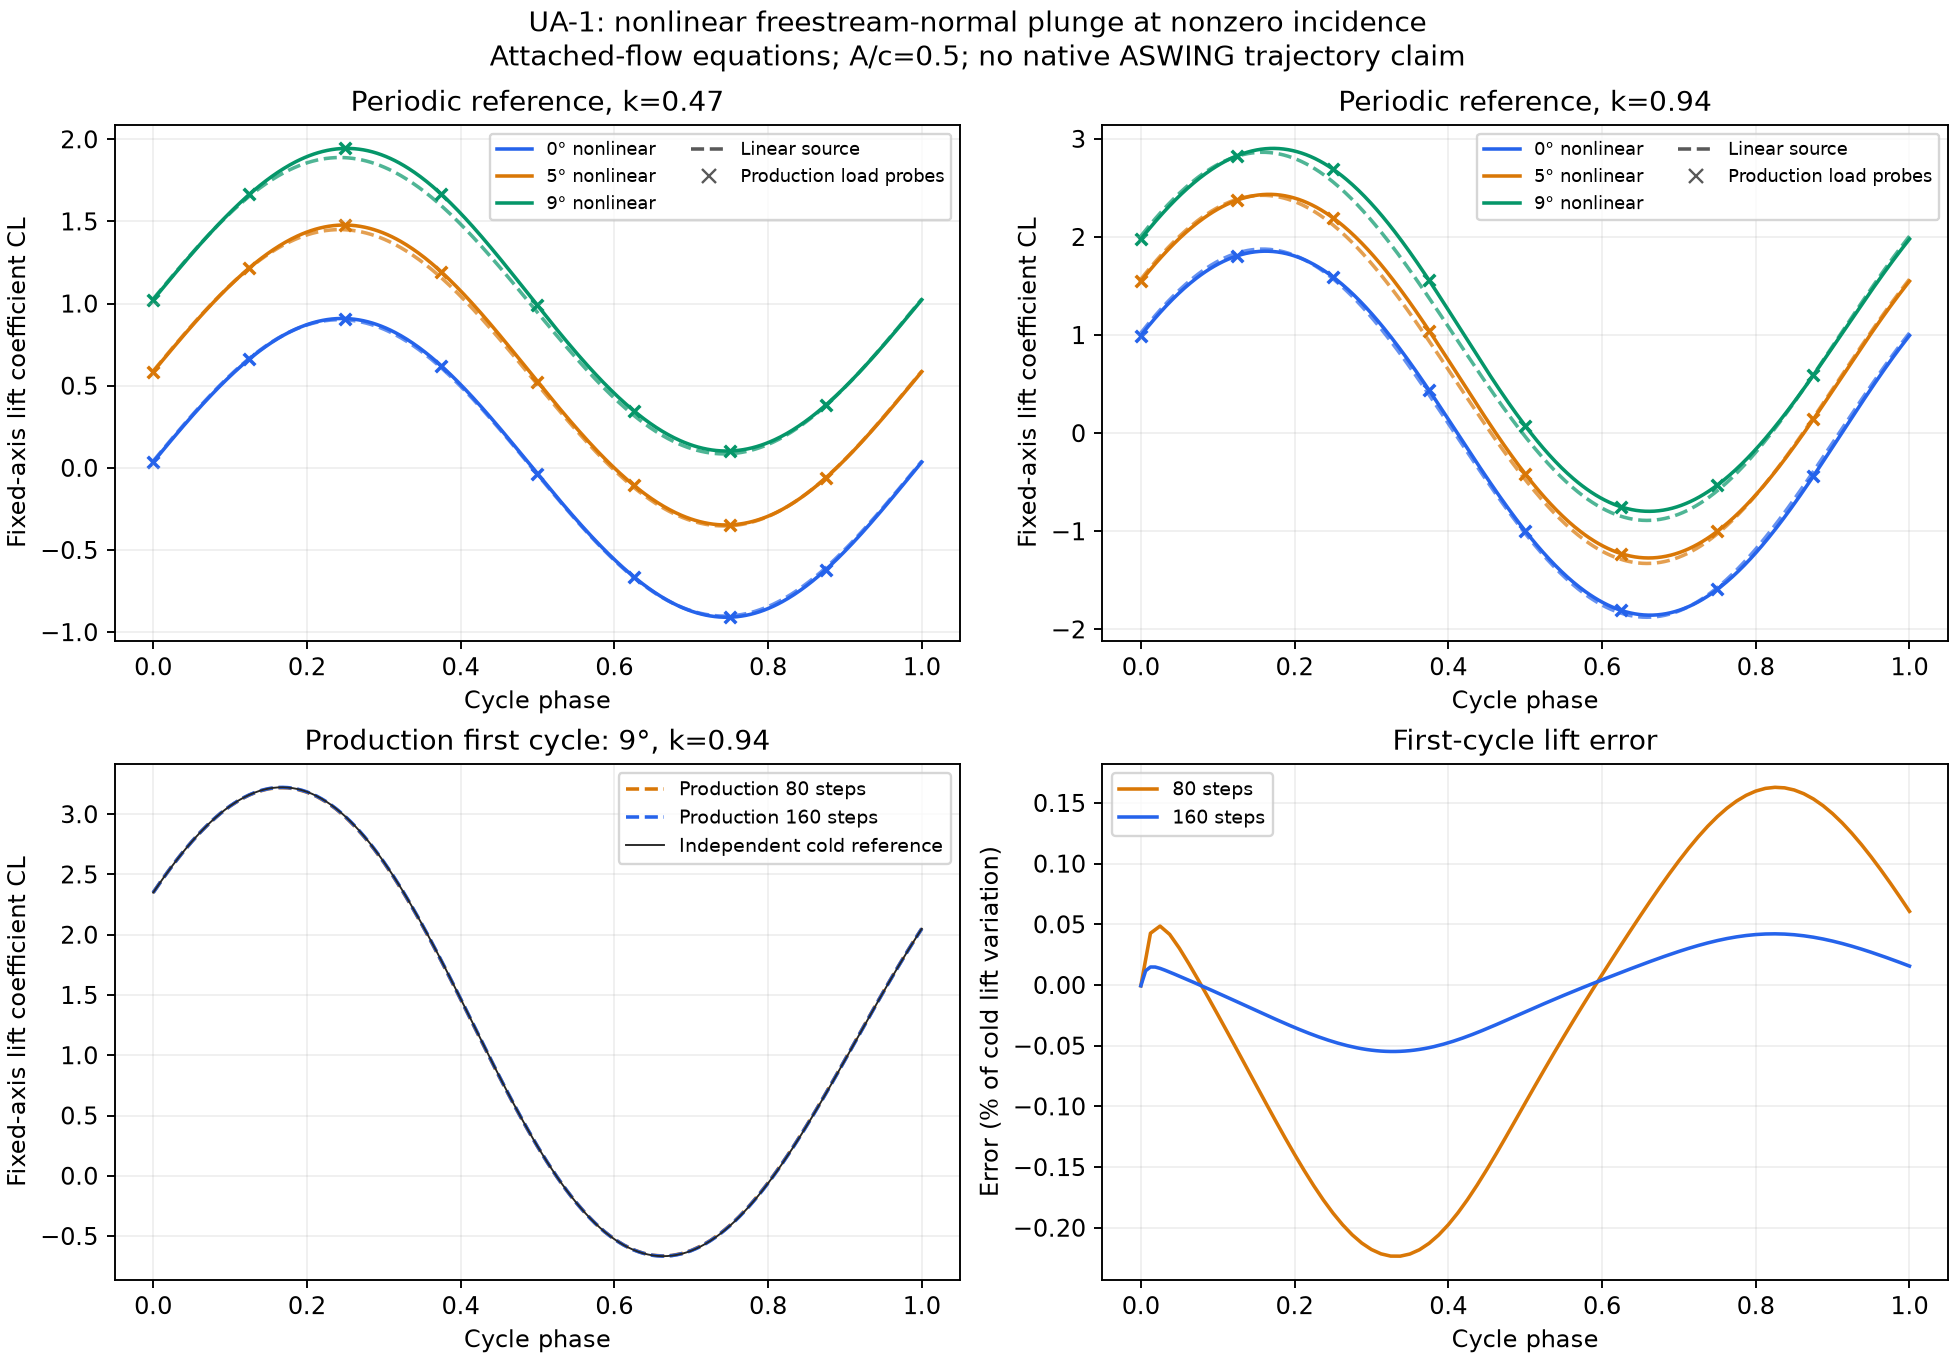 UA-1: nonlinear freestream-normal plunge at nonzero incidence
Attached-flow equations; A/c=0.5; no native ASWING trajectory claim
Periodic reference, k=0.47
Fixed-axis lift coefficient CL
2.0
1.5
1.0
0.5
0.0
−0.5
−1.0
0° nonlinear
5° nonlinear
9° nonlinear
Linear source
Production load probes
0.0 0.2 0.4 0.6 0.8 1.0
Cycle phase
Periodic reference, k=0.94
Fixed-axis lift coefficient CL
3
2
1
0
−1
−2
0° nonlinear
5° nonlinear
9° nonlinear
Linear source
Production load probes
0.0 0.2 0.4 0.6 0.8 1.0
Cycle phase
Production first cycle: 9°, k=0.94
Fixed-axis lift coefficient CL
3.0
2.5
2.0
1.5
1.0
0.5
0.0
−0.5
Production 80 steps
Production 160 steps
Independent cold reference
0.0 0.2 0.4 0.6 0.8 1.0
Cycle phase
First-cycle lift error
Error (% of cold lift variation)
0.15
0.10
0.05
0.00
−0.05
−0.10
−0.15
−0.20
80 steps
160 steps
0.0 0.2 0.4 0.6 0.8 1.0
Cycle phase